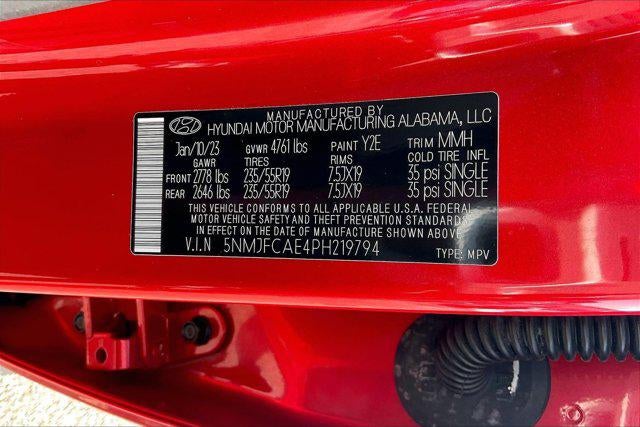 MANUFACTURED BY
HYUNDAI MOTOR MANUFACTURING ALABAMA, LLC
Jan/10/23 GVWR 4761 lbs PAINT Y2E TRIM MMH
GAWR TIRES RIMS COLD TIRE INFL
FRONT 2778 lbs 235/55R19 7.5JX19 35 psi SINGLE
REAR 2646 lbs 235/55R19 7.5JX19 35 psi SINGLE
THIS VEHICLE CONFORMS TO ALL APPLICABLE U.S.A. FEDERAL
MOTOR VEHICLE SAFETY AND THEFT PREVENTION STANDARDS
IN EFFECT ON THE DATE OF MANUFACTURE SHOWN ABOVE.
V.I.N 5NMJFCAE4PH219794 TYPE: MPV